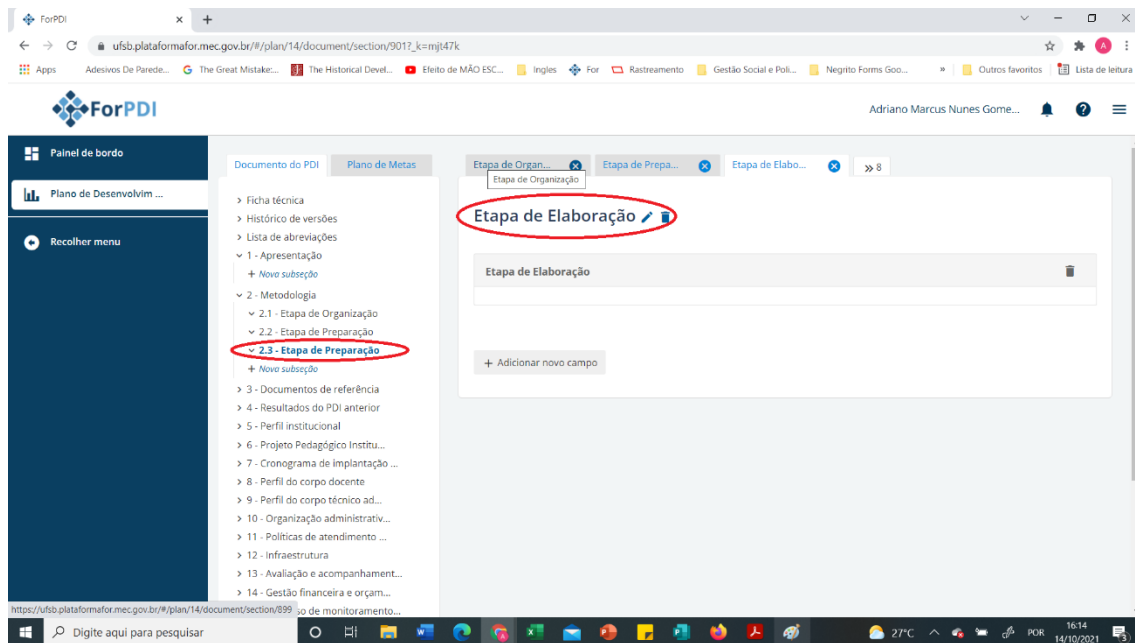 ForPDI
ufsb.plataformafor.mec.gov.br/#/plan/14/document/section/901?_k=mjt47k
A
Apps Adesivos De Parede... The Great Mistake:... The Historical Devel... Efeito de MÃO ESC... Ingles For Rastreamento Gestão Social e Poli... Negrito Forms Goo... » Outros favoritos Lista de leitura
ForPDI
Adriano Marcus Nunes Gome...
Painel de bordo
Plano de Desenvolvim ...
Recolher menu
Documento do PDI Plano de Metas
Ficha técnica
Histórico de versões
Lista de abreviações
1 - Apresentação
+ Nova subseção
2 - Metodologia
2.1 - Etapa de Organização
2.2 - Etapa de Preparação
2.3 - Etapa de Preparação
+ Nova subseção
3 - Documentos de referência
4 - Resultados do PDI anterior
5 - Perfil institucional
6 - Projeto Pedagógico Institu...
7 - Cronograma de implantação ...
8 - Perfil do corpo docente
9 - Perfil do corpo técnico ad...
10 - Organização administrativ...
11 - Políticas de atendimento ...
12 - Infraestrutura
13 - Avaliação e acompanhament...
14 - Gestão financeira e orçam...
so de monitoramento...
Etapa de Organ... Etapa de Prepa... Etapa de Elabo... » 8
Etapa de Organização
Etapa de Elaboração
Etapa de Elaboração
+ Adicionar novo campo
https://ufsb.plataformafor.mec.gov.br/#/plan/14/document/section/899
Digite aqui para pesquisar
27°C
POR
16:14
14/10/2021